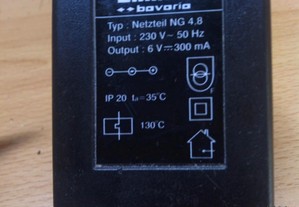 bavaria
Typ : Netzteil NG 4.8
Input : 230 V ~ 50 Hz
Output : 6 V ⎓ 300 mA
F
IP 20 ta=35°C
130°C